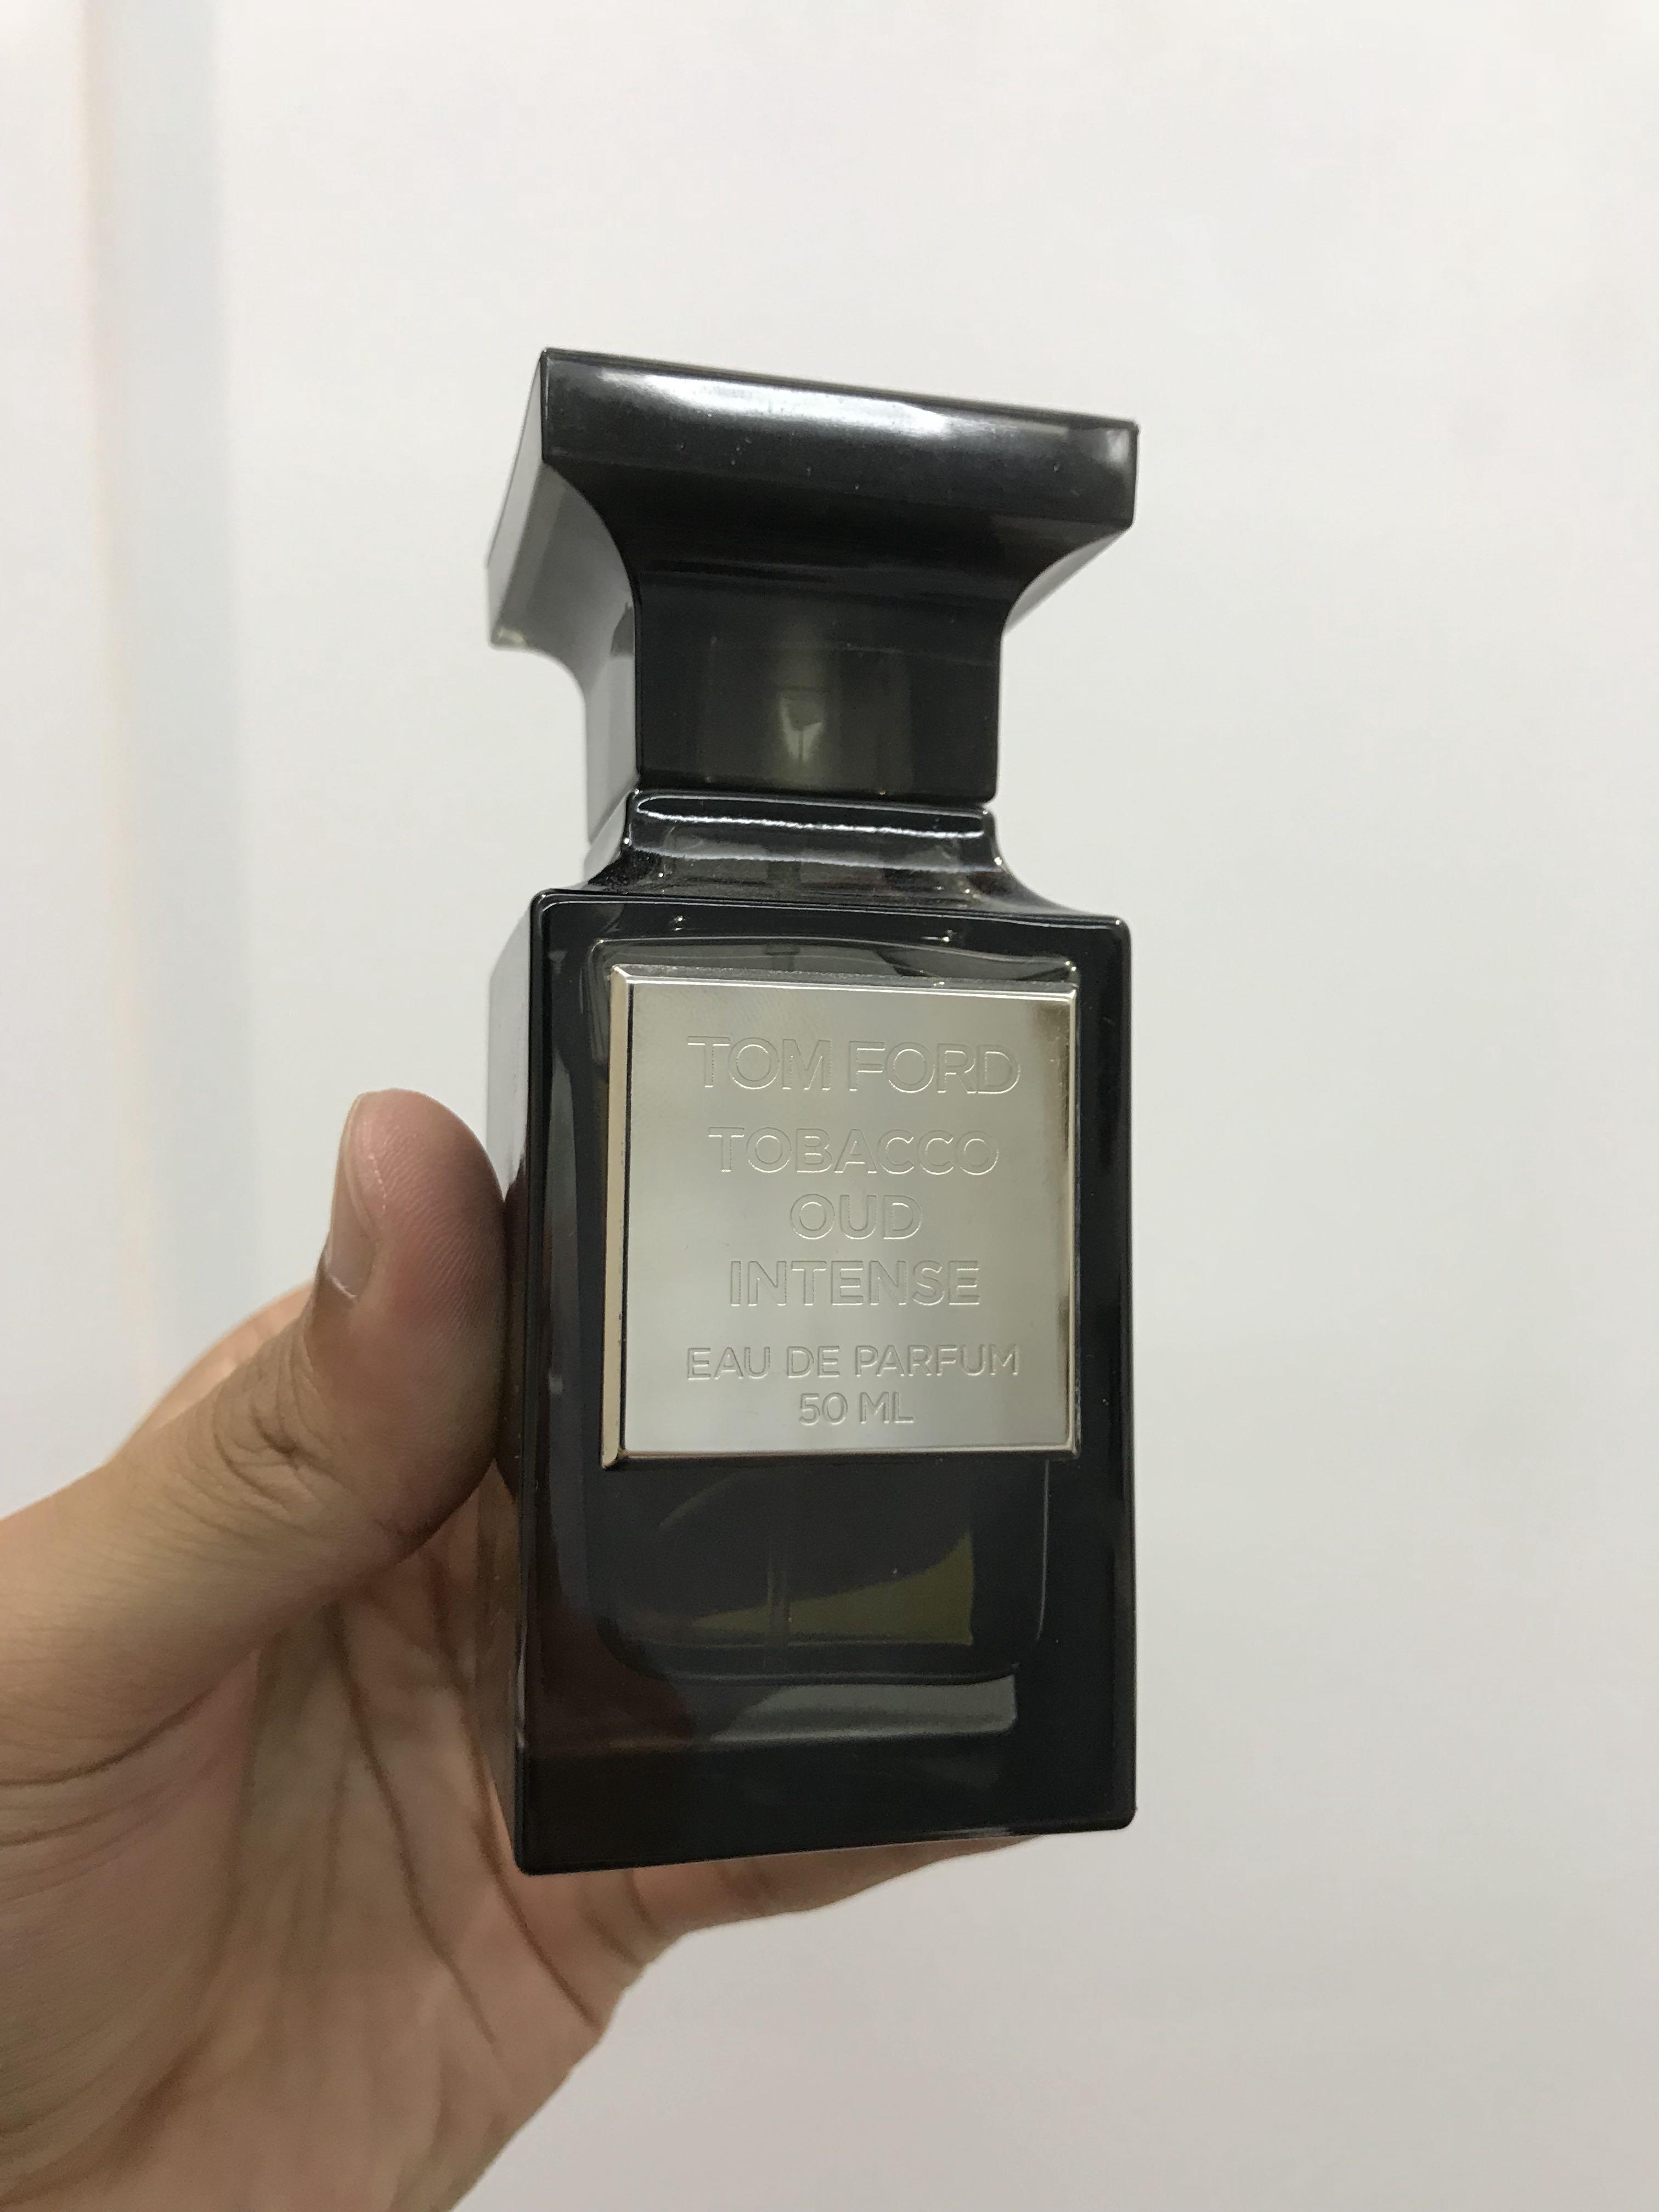 TOM FORD
TOBACCO
OUD
INTENSE
EAU DE PARFUM
50 ML